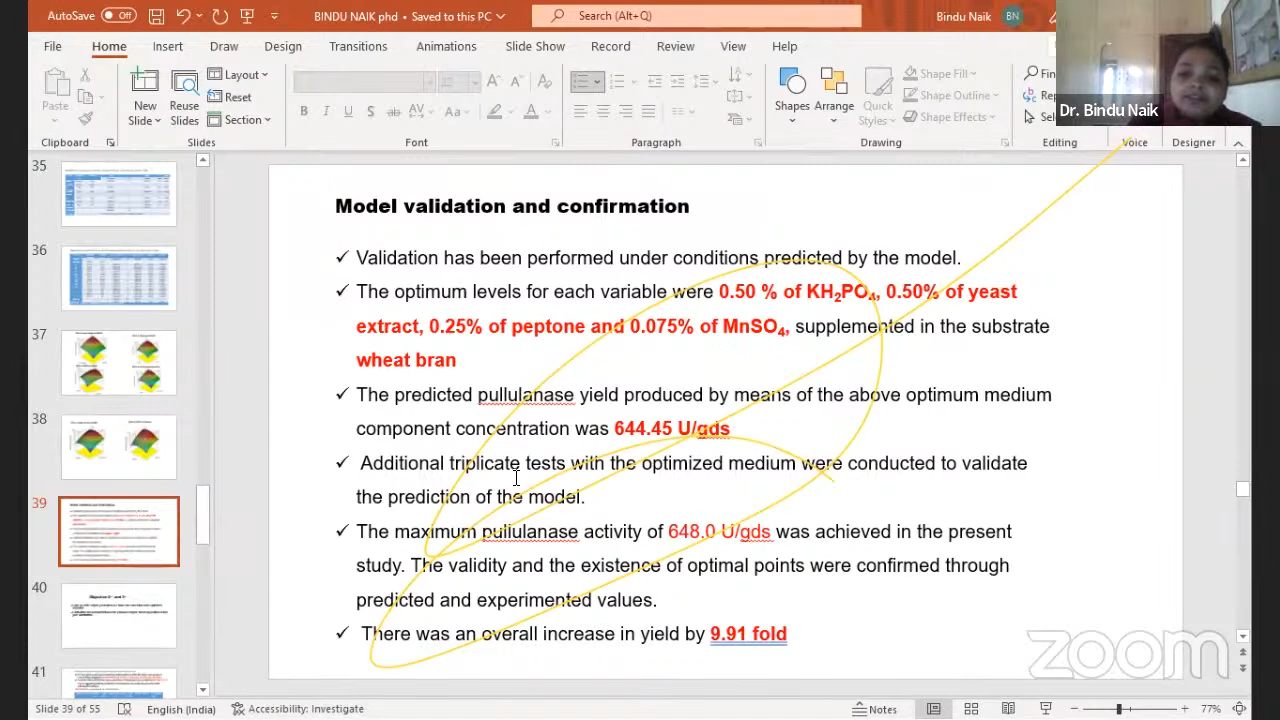 AutoSave Off BINDU NAIK phd • Saved to this PC Search (Alt+Q) Bindu Naik BN
File Home Insert Draw Design Transitions Animations Slide Show Record Review View Help
Paste New Slide Reuse Slides Layout Reset Section Shapes Arrange Quick Styles Shape Fill Shape Outline Shape Effects
Dr. Bindu Naik
Clipboard Slides Font Paragraph Drawing Editing Voice Designer
35
36
37
38
39
40
41
Model validation and confirmation
✓ Validation has been performed under conditions predicted by the model.
✓ The optimum levels for each variable were 0.50 % of KH2PO4, 0.50% of yeast
extract, 0.25% of peptone and 0.075% of MnSO4, supplemented in the substrate
wheat bran
✓ The predicted pullulanase yield produced by means of the above optimum medium
component concentration was 644.45 U/gds
✓ Additional triplicate tests with the optimized medium were conducted to validate
the prediction of the model.
✓ The maximum pullulanase activity of 648.0 U/gds was achieved in the present
study. The validity and the existence of optimal points were confirmed through
predicted and experimented values.
✓ There was an overall increase in yield by 9.91 fold
zoom
Slide 39 of 55 English (India) Accessibility: Investigate Notes 77%